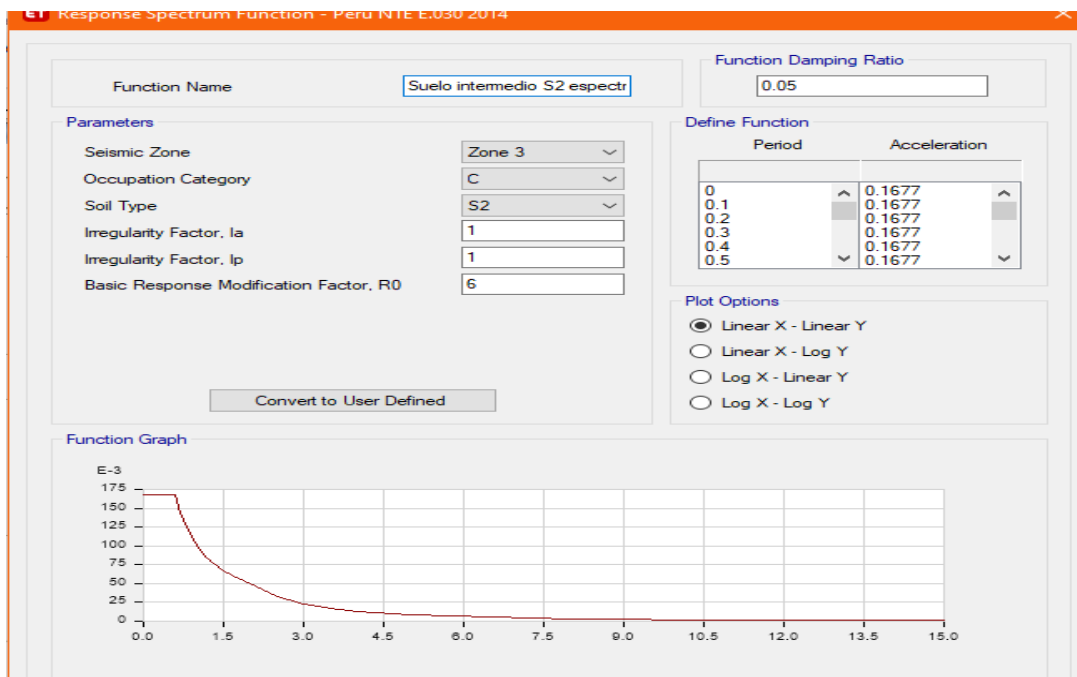 ET Response Spectrum Function - Peru NTE E.030 2014
Function Damping Ratio
Function Name Suelo intermedio S2 espectr 0.05
Parameters
Seismic Zone Zone 3
Occupation Category C
Soil Type S2
Irregularity Factor, Ia 1
Irregularity Factor, Ip 1
Basic Response Modification Factor, R0 6
Convert to User Defined
Define Function
Period Acceleration
0 0.1677
0.1 0.1677
0.2 0.1677
0.3 0.1677
0.4 0.1677
0.5 0.1677
Plot Options
Linear X - Linear Y
Linear X - Log Y
Log X - Linear Y
Log X - Log Y
Function Graph
E-3
175
150
125
100
75
50
25
0
0.0 1.5 3.0 4.5 6.0 7.5 9.0 10.5 12.0 13.5 15.0